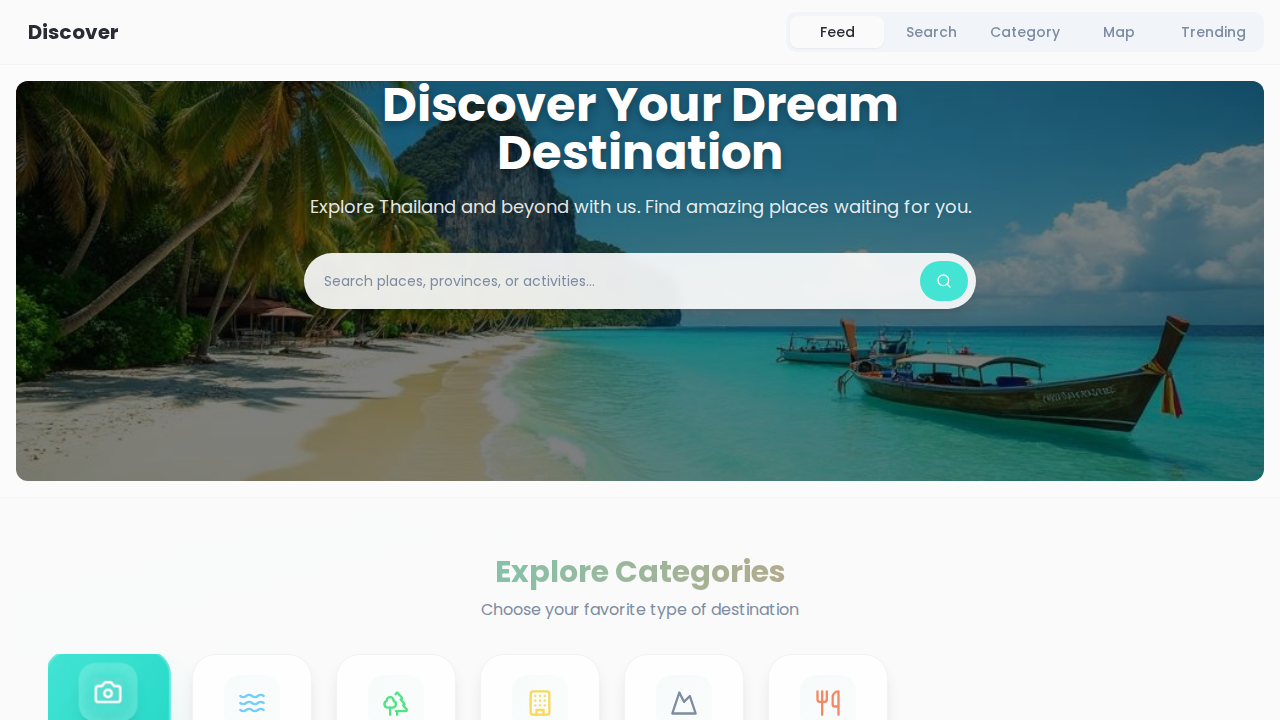 Discover
Feed
Search
Category
Map
Trending
Discover Your Dream
Destination
Explore Thailand and beyond with us. Find amazing places waiting for you.
Search places, provinces, or activities...
Explore Categories
Choose your favorite type of destination